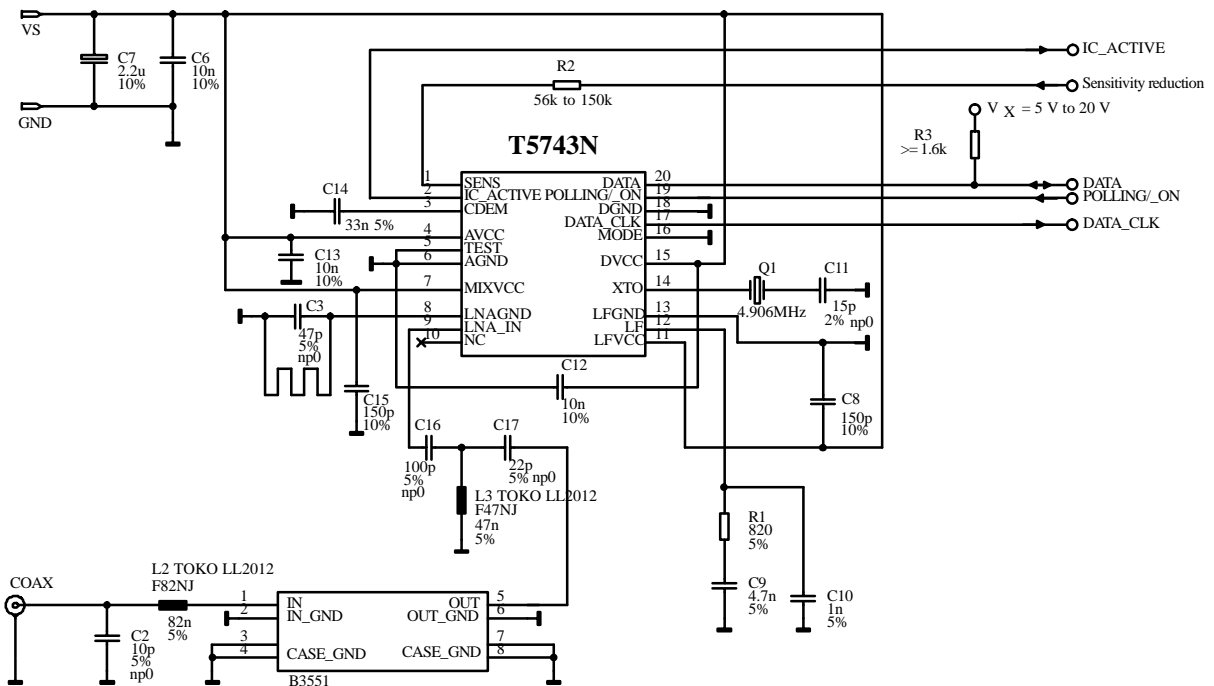 VS
C7
2.2u
10%
C6
10n
10%
GND
IC_ACTIVE
R2
56k to 150k
Sensitivity reduction
V X = 5 V to 20 V
R3
>= 1.6k
T5743N
1 SENS DATA 20
2 IC_ACTIVE POLLING/_ON 19
3 CDEM DGND 18
DATA_CLK 17
4 AVCC MODE 16
5 TEST
6 AGND DVCC 15
7 MIXVCC XTO 14
8 LNAGND LFGND 13
9 LNA_IN LF 12
10 NC LFVCC 11
DATA
POLLING/_ON
DATA_CLK
C14
33n 5%
C13
10n
10%
Q1
4.906MHz
C11
15p
2% np0
C3
47p
5%
np0
C12
10n
10%
C15
150p
10%
C8
150p
10%
C16
100p
5%
np0
C17
22p
5% np0
L3 TOKO LL2012
F47NJ
47n
5%
R1
820
5%
C9
4.7n
5%
C10
1n
5%
COAX
L2 TOKO LL2012
F82NJ
82n
5%
C2
10p
5%
np0
1 IN OUT 5
2 IN_GND OUT_GND 6
3 7
4 CASE_GND CASE_GND 8
B3551